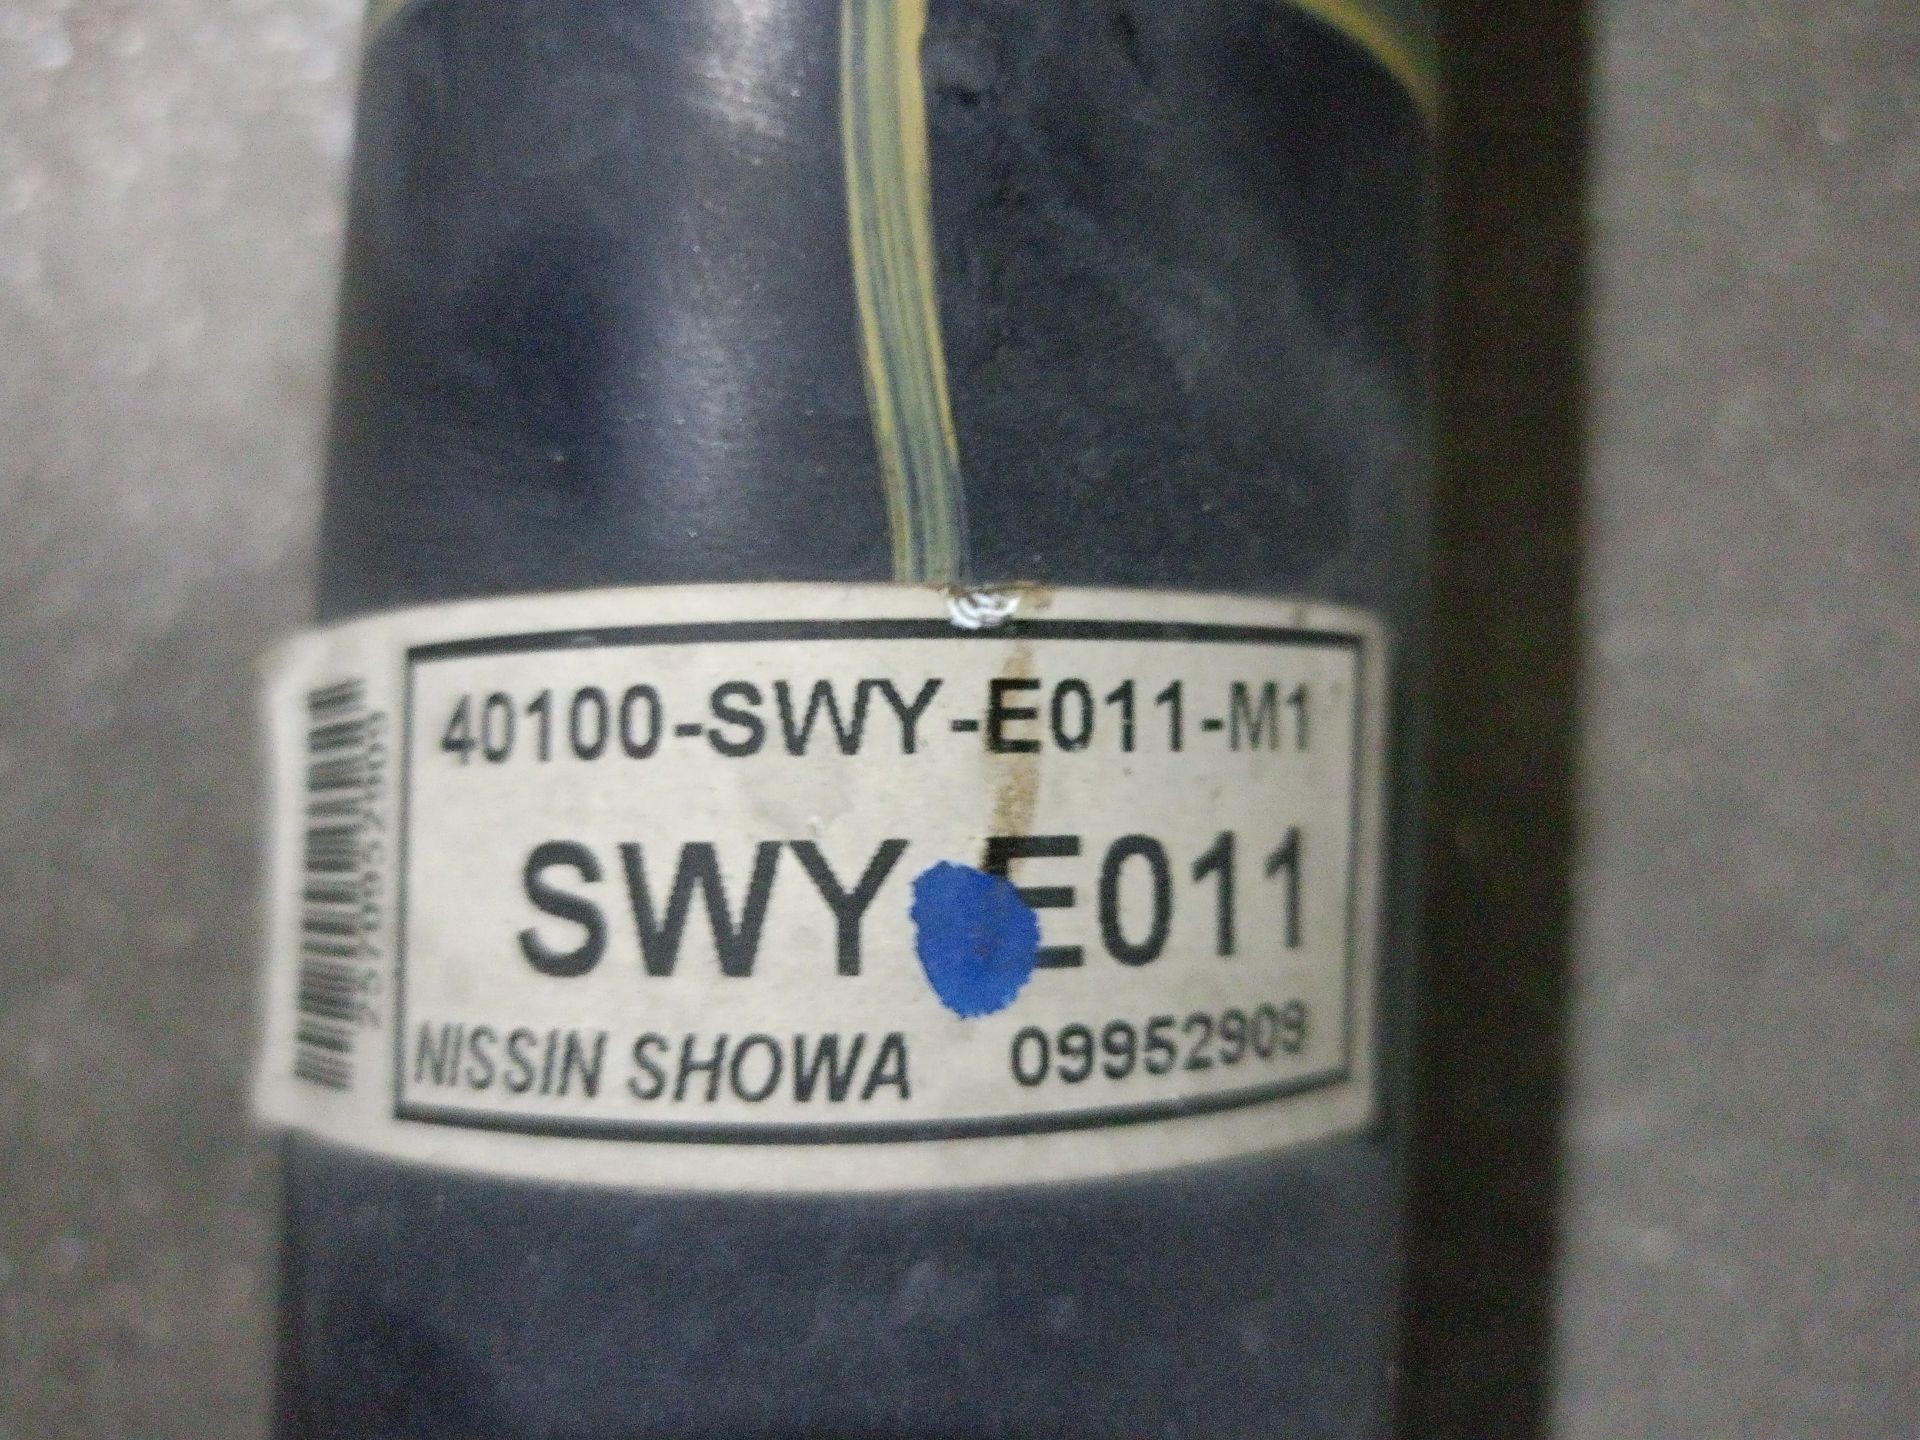 40100-SWY-E011-M1
SWY E011
NISSIN SHOWA 09952909